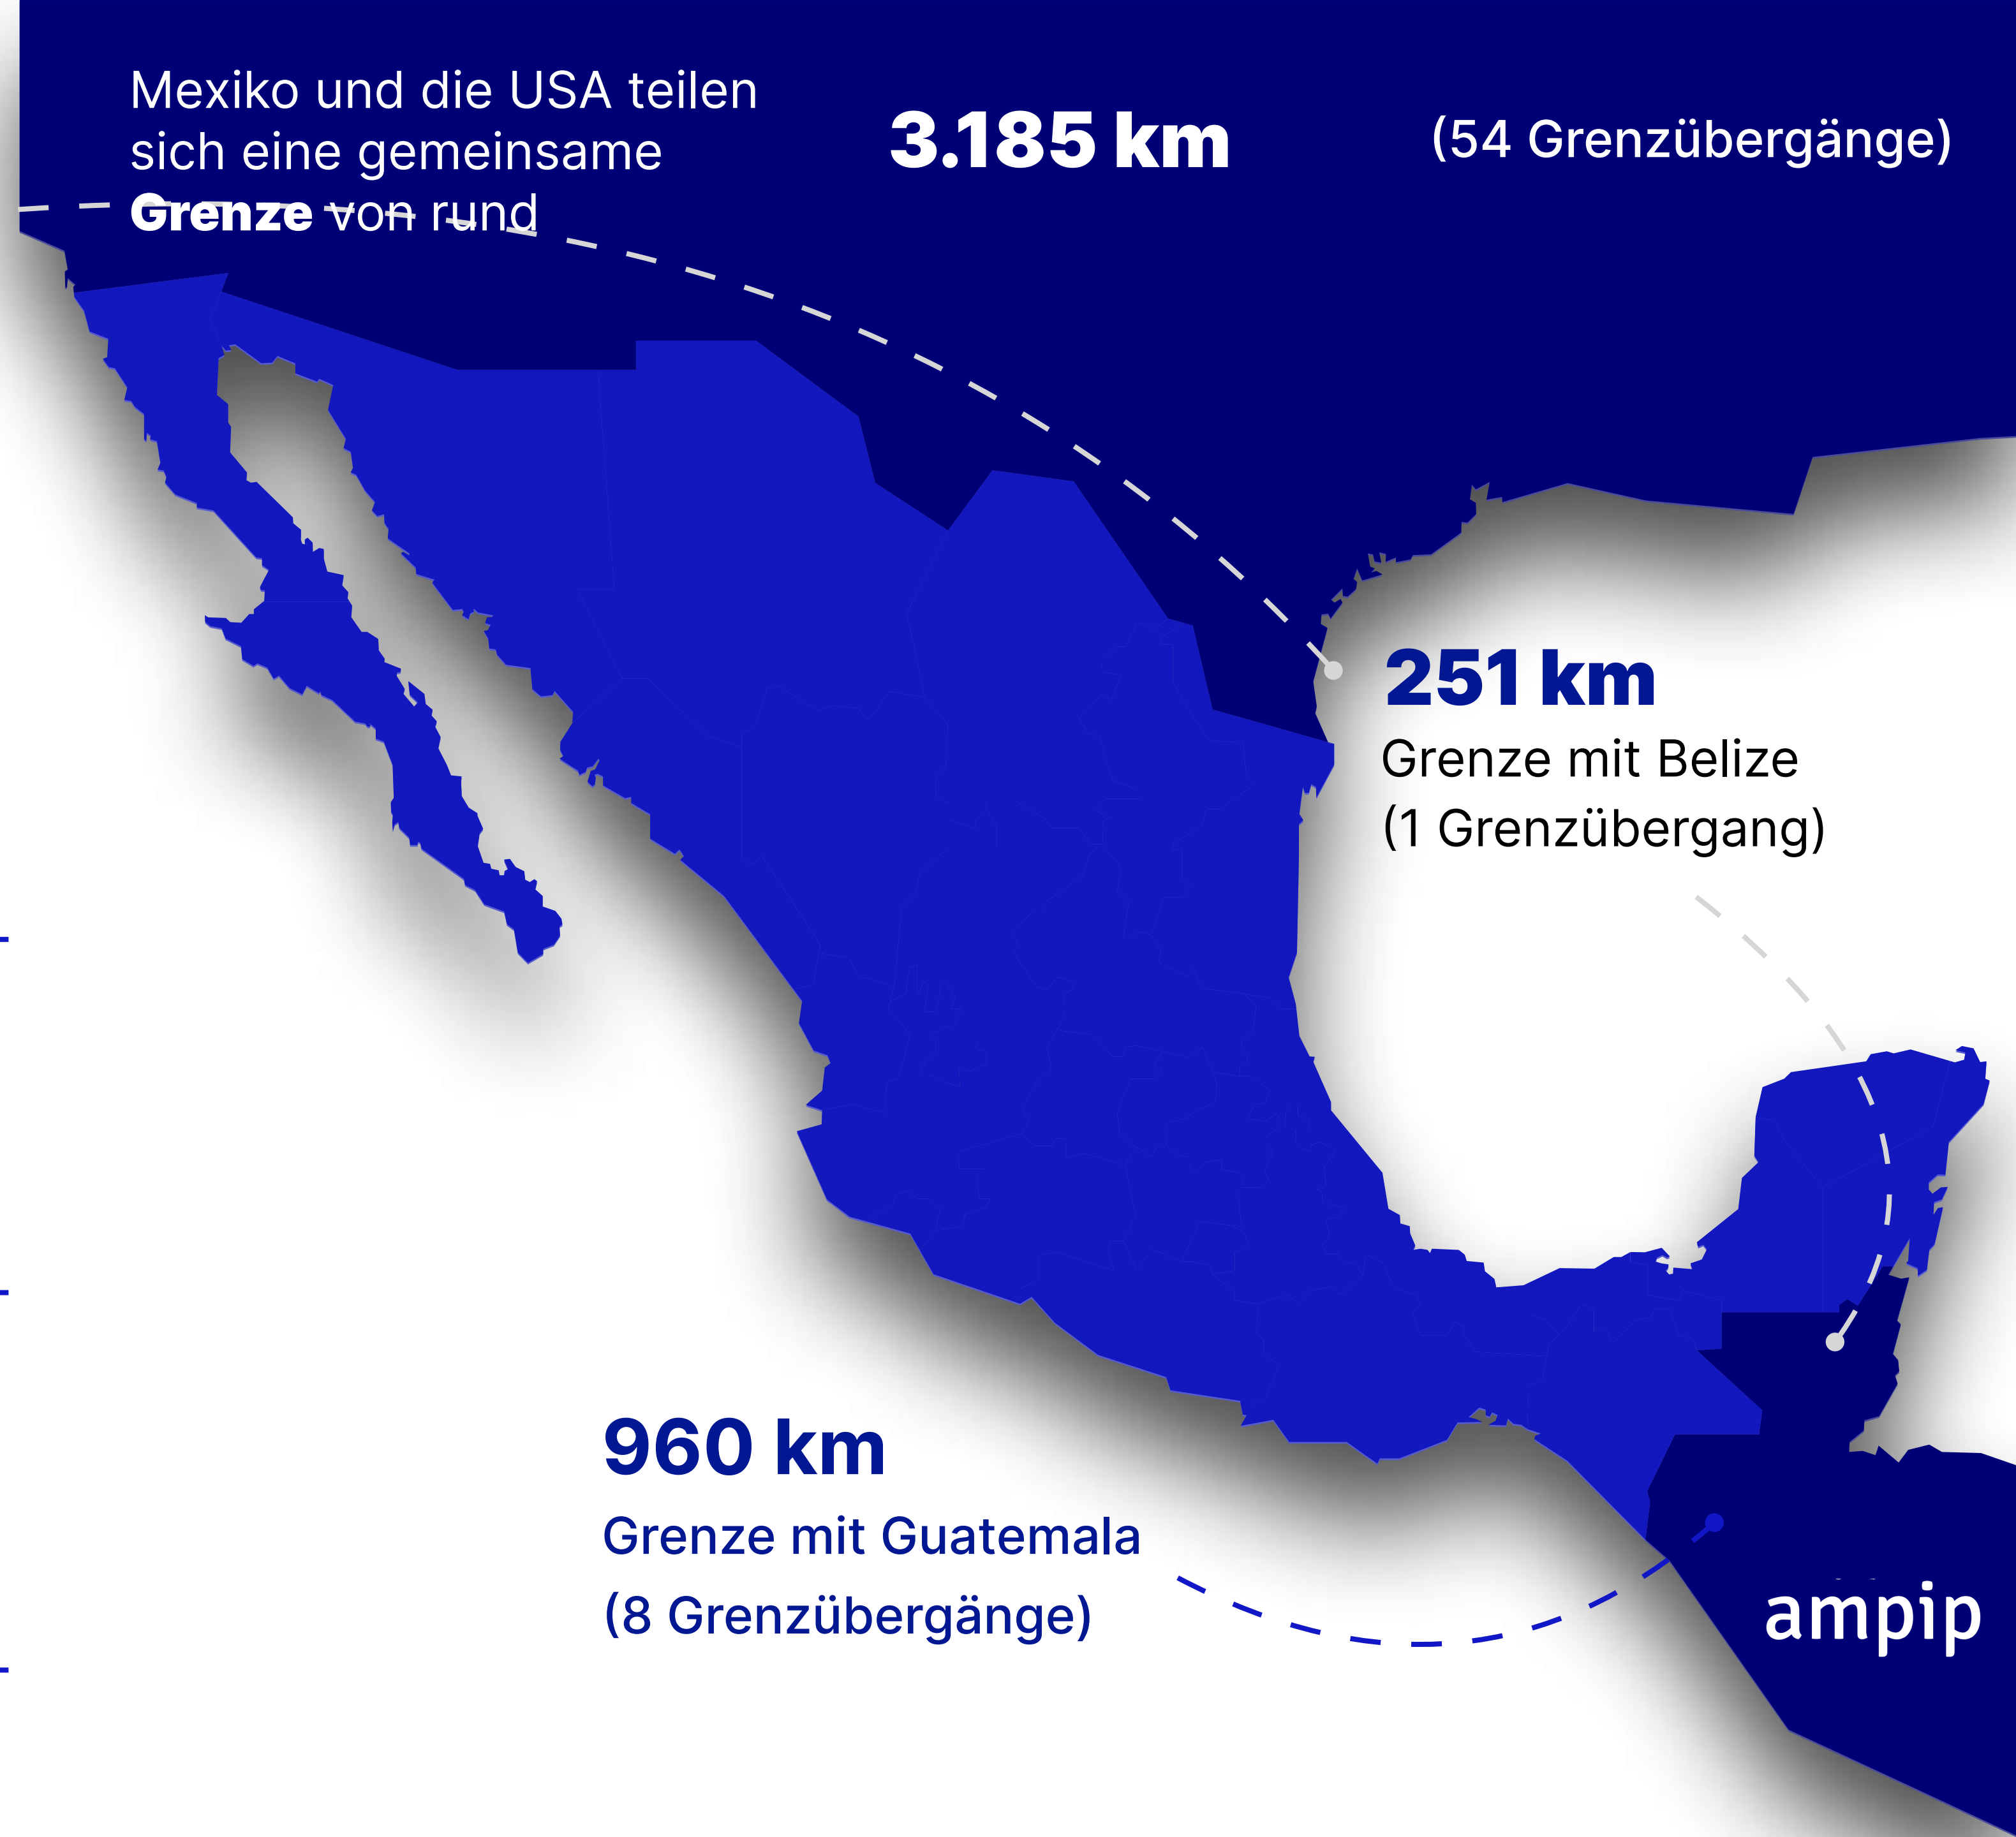 Mexiko und die USA teilen
sich eine gemeinsame
Grenze von rund
3.185 km
(54 Grenzübergänge)
251 km
Grenze mit Belize
(1 Grenzübergang)
960 km
Grenze mit Guatemala
(8 Grenzübergänge)
ampip